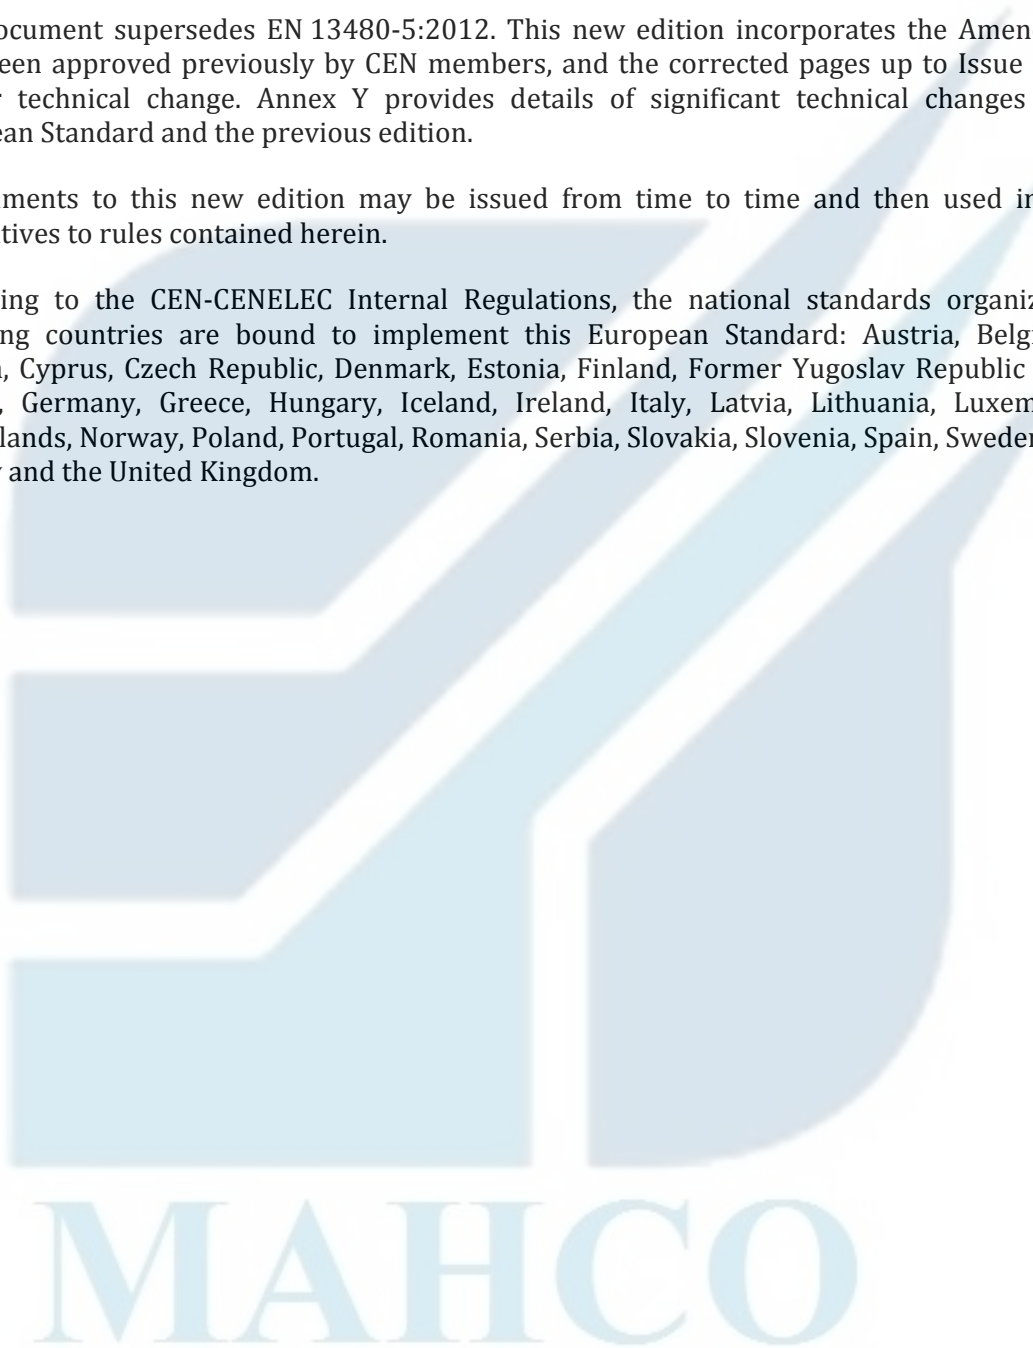 ocument supersedes EN 13480-5:2012. This new edition incorporates the Amen
een approved previously by CEN members, and the corrected pages up to Issue
technical change. Annex Y provides details of significant technical changes
ean Standard and the previous edition.
ments to this new edition may be issued from time to time and then used in
tives to rules contained herein.
ing to the CEN-CENELEC Internal Regulations, the national standards organiz
ng countries are bound to implement this European Standard: Austria, Belgi
, Cyprus, Czech Republic, Denmark, Estonia, Finland, Former Yugoslav Republic
, Germany, Greece, Hungary, Iceland, Ireland, Italy, Latvia, Lithuania, Luxem
lands, Norway, Poland, Portugal, Romania, Serbia, Slovakia, Slovenia, Spain, Sweden
and the United Kingdom.
MAHCO